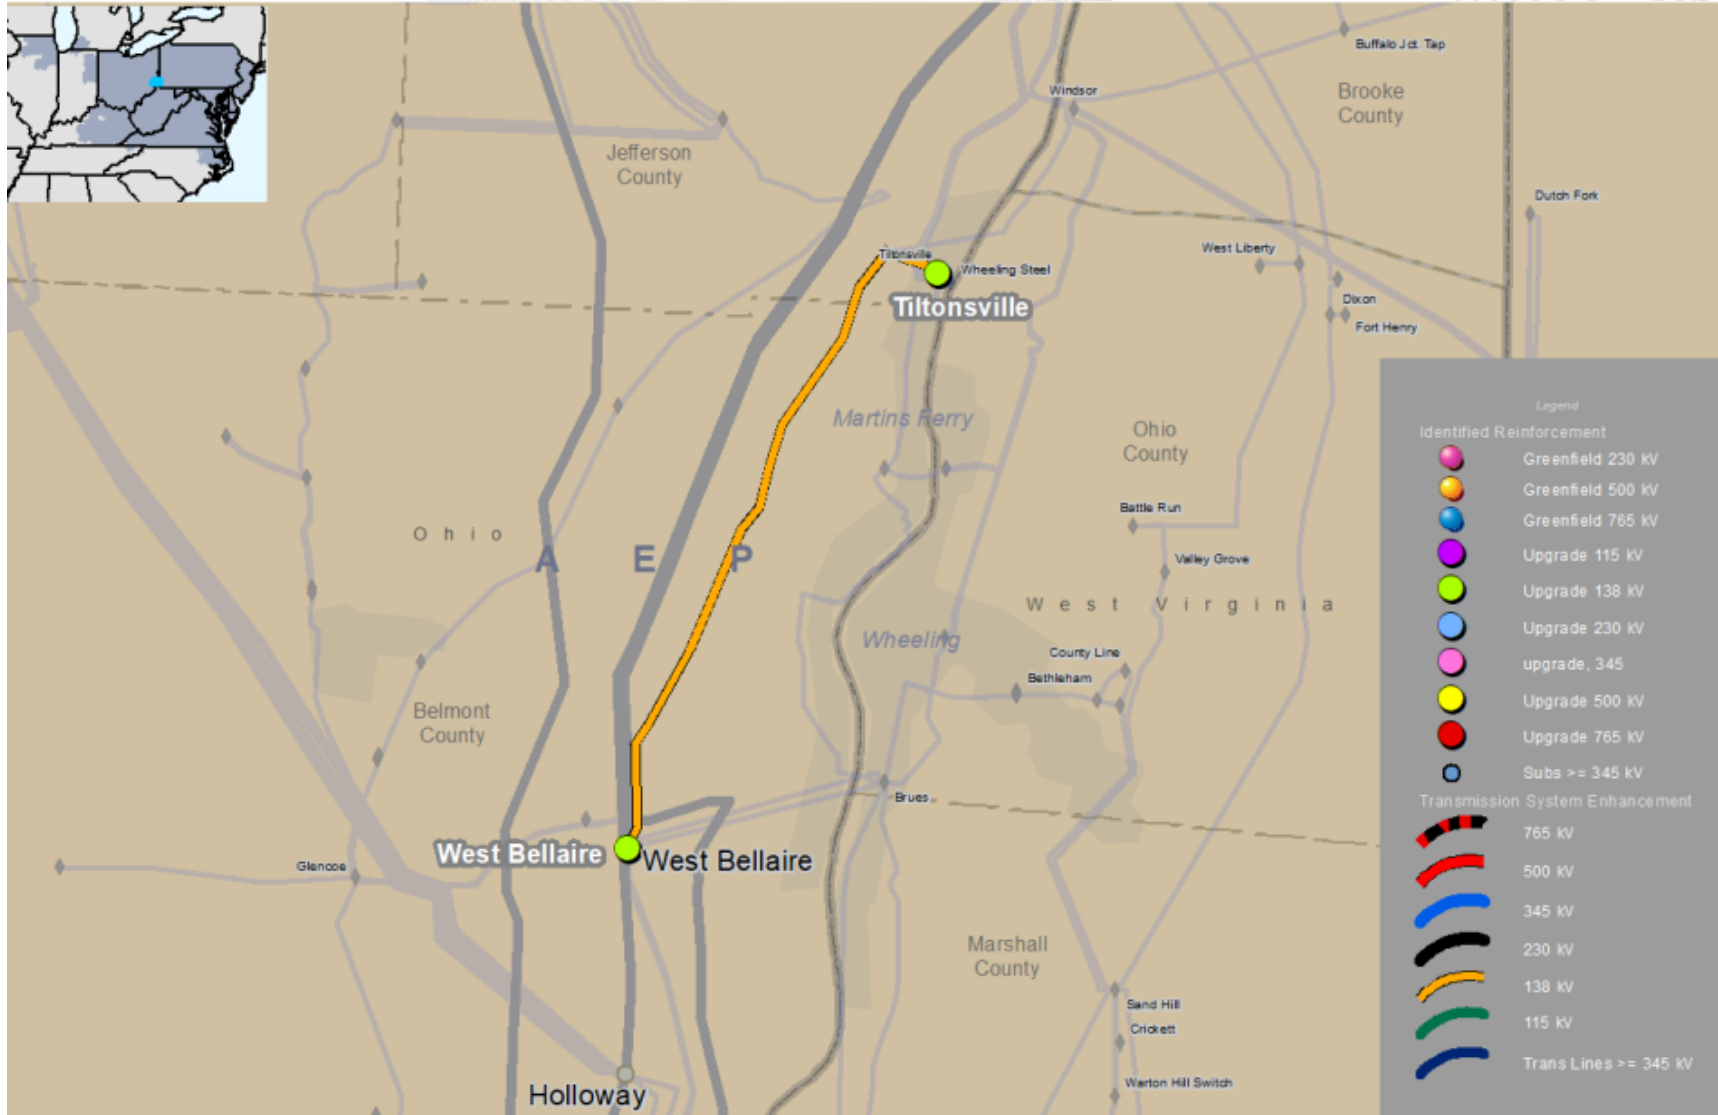 Buffalo Jct. Tap
Windsor
Brooke
County
Jefferson
County
Dutch Fork
West Liberty
Tiltonsville
Wheeling Steel
Tiltonsville
Dixon
Fort Henry
Martins Ferry
Ohio
County
Battle Run
Ohio
A E P
Valley Grove
West Virginia
Wheeling
County Line
Bethleham
Belmont
County
Brues
West Bellaire
West Bellaire
Glencoe
Marshall
County
Sand Hill
Crickett
Warton Hill Switch
Holloway
Legend
Identified Reinforcement
Greenfield 230 kV
Greenfield 500 kV
Greenfield 765 kV
Upgrade 115 kV
Upgrade 138 kV
Upgrade 230 kV
upgrade, 345
Upgrade 500 kV
Upgrade 765 kV
Subs >= 345 kV
Transmission System Enhancement
765 kV
500 kV
345 kV
230 kV
138 kV
115 kV
Trans Lines >= 345 kV